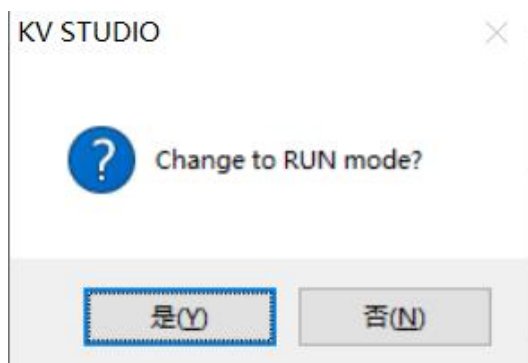 KV STUDIO
Change to RUN mode?
是(Y)
否(N)